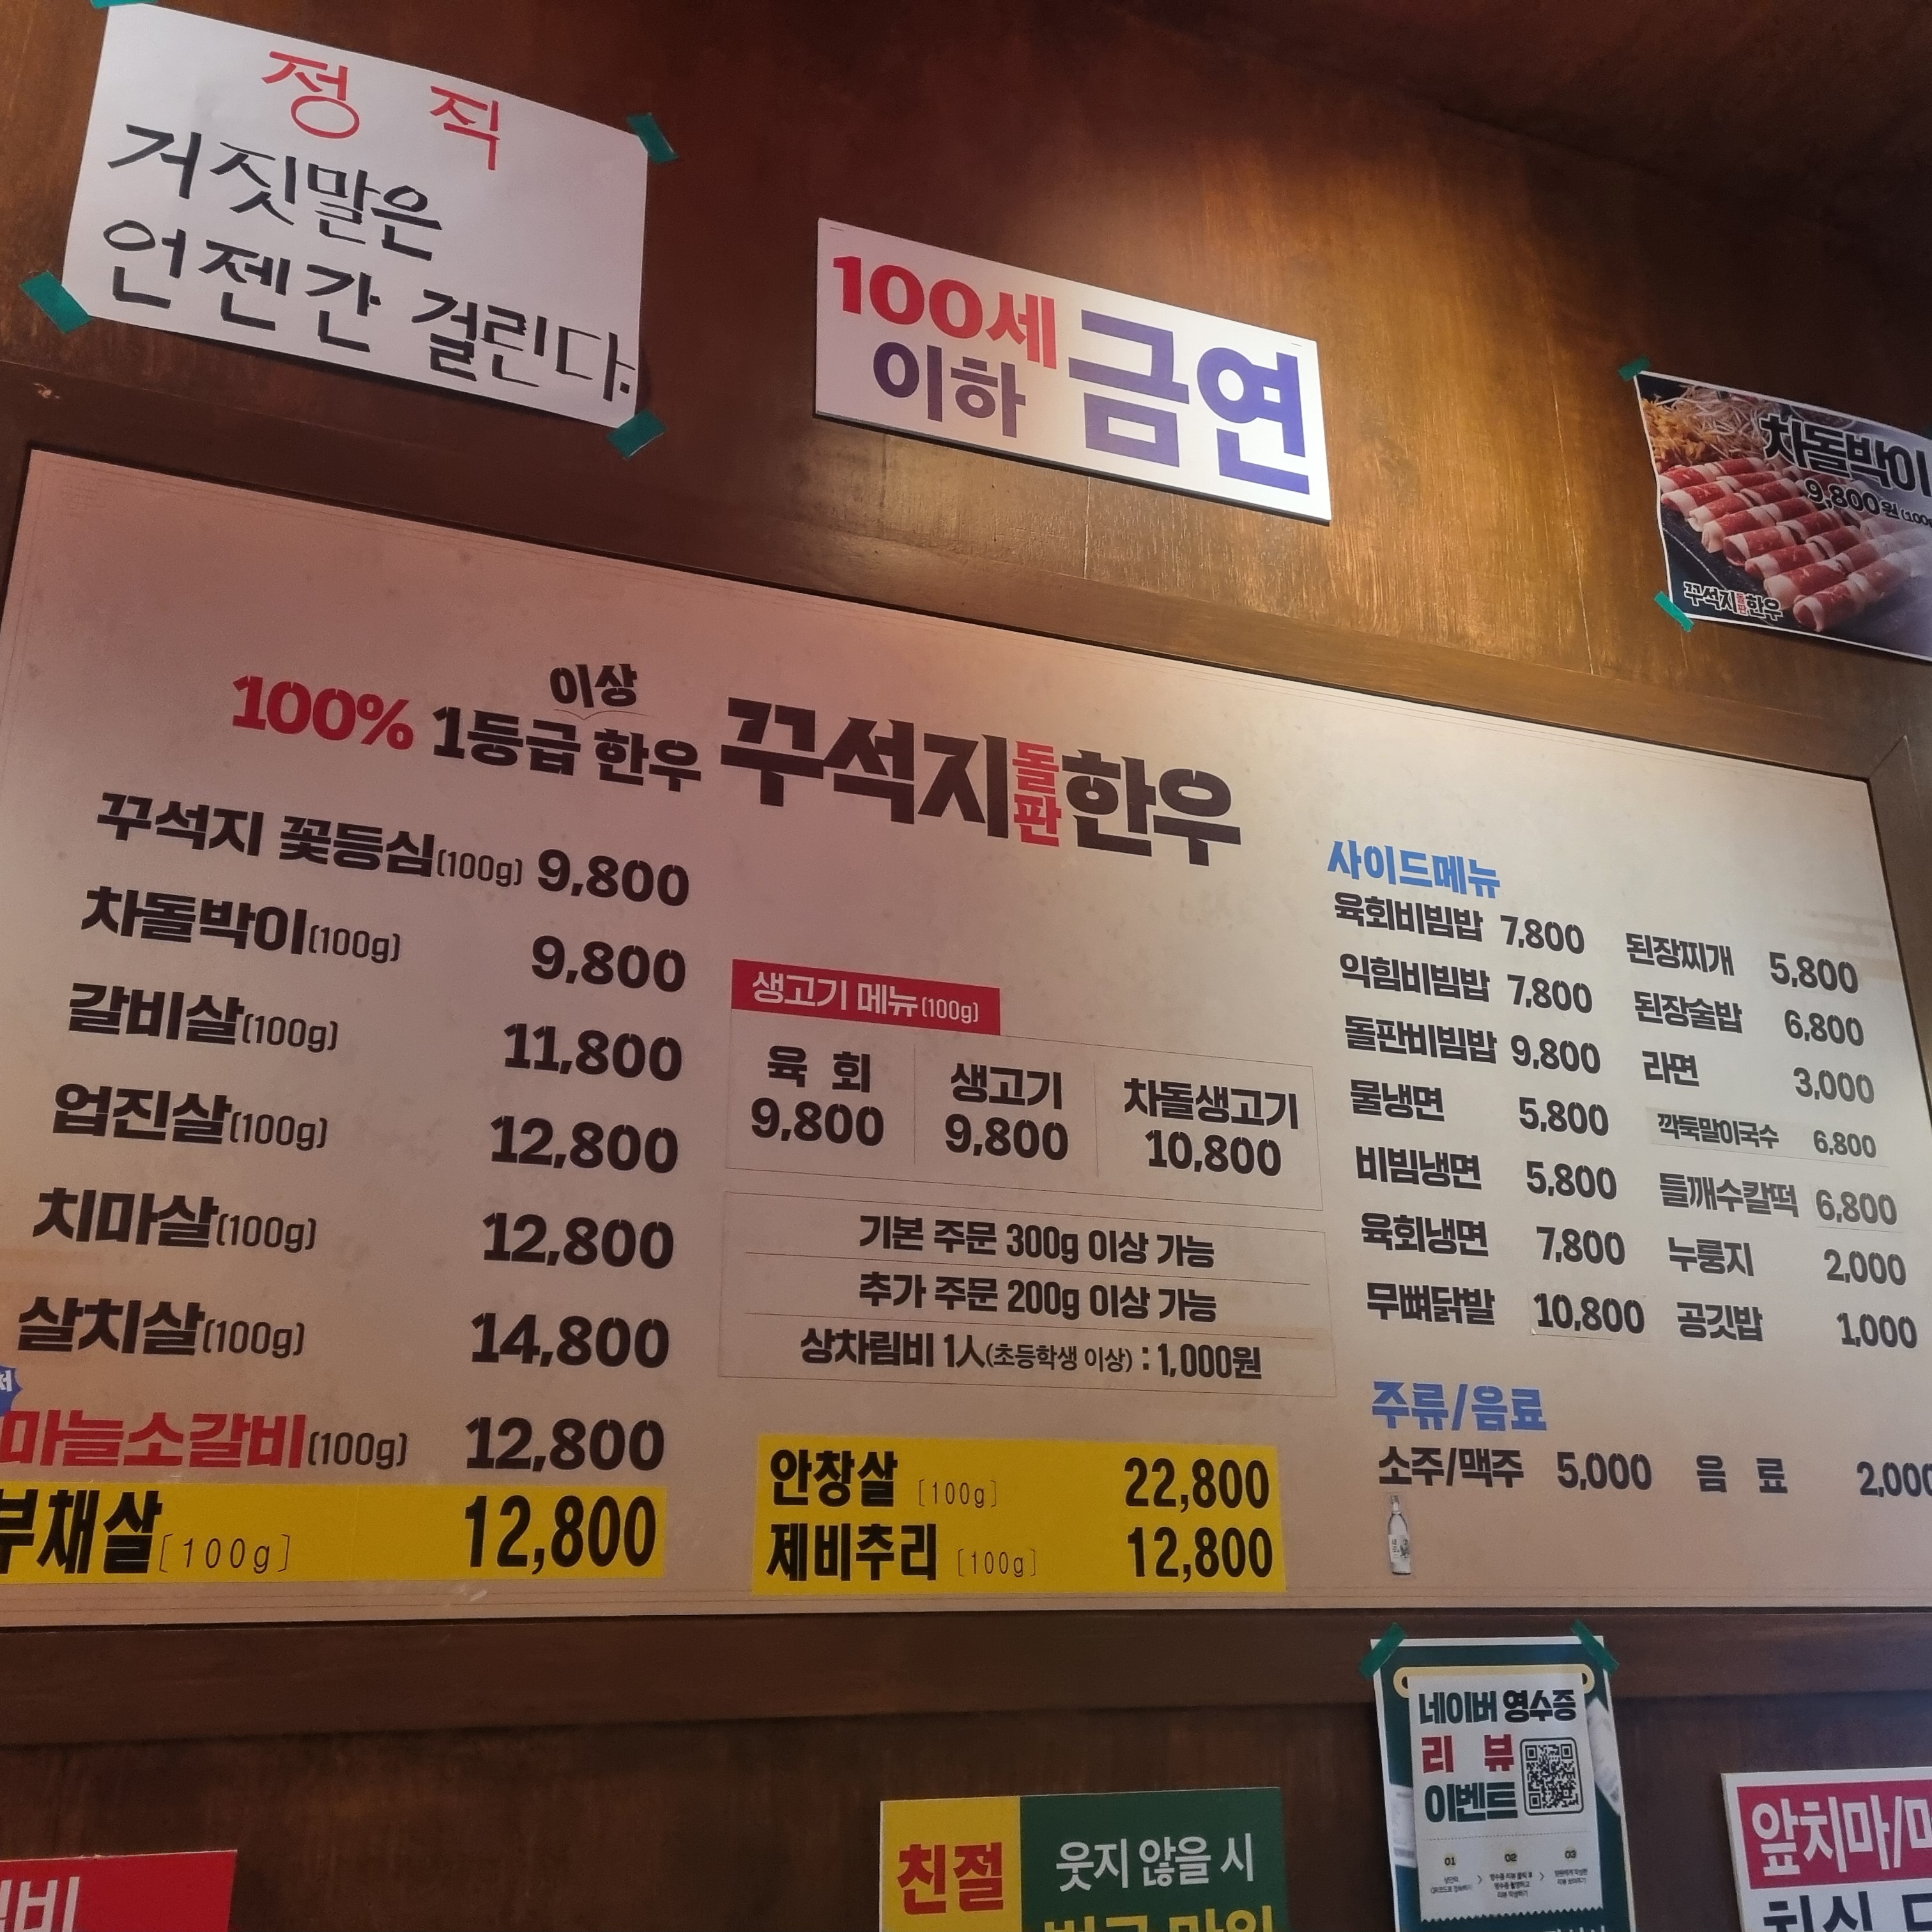 정직
거짓말은
언젠간 걸린다.
100세
이하
금연
차돌박이
9,800원(100g
꾸석지돌판한우
100% 1등급 이상 한우 꾸석지돌판한우
꾸석지 꽃등심(100g) 9,800
차돌박이(100g) 9,800
갈비살(100g) 11,800
업진살(100g) 12,800
치마살(100g) 12,800
살치살(100g) 14,800
마늘소갈비(100g) 12,800
부채살[100g] 12,800
생고기 메뉴(100g)
육 회 생고기 차돌생고기
9,800 9,800 10,800
기본 주문 300g 이상 가능
추가 주문 200g 이상 가능
상차림비 1人(초등학생 이상) : 1,000원
안창살 [100g] 22,800
제비추리 [100g] 12,800
사이드메뉴
육회비빔밥 7,800
익힘비빔밥 7,800
돌판비빔밥 9,800
물냉면 5,800
비빔냉면 5,800
육회냉면 7,800
무뼈닭발 10,800
된장찌개 5,800
된장술밥 6,800
라면 3,000
깍둑말이국수 6,800
들깨수칼떡 6,800
누룽지 2,000
공깃밥 1,000
주류/음료
소주/맥주 5,000 음 료 2,000
네이버 영수증
리 뷰
이벤트
01 02 03
친절
웃지 않을 시
앞치마/